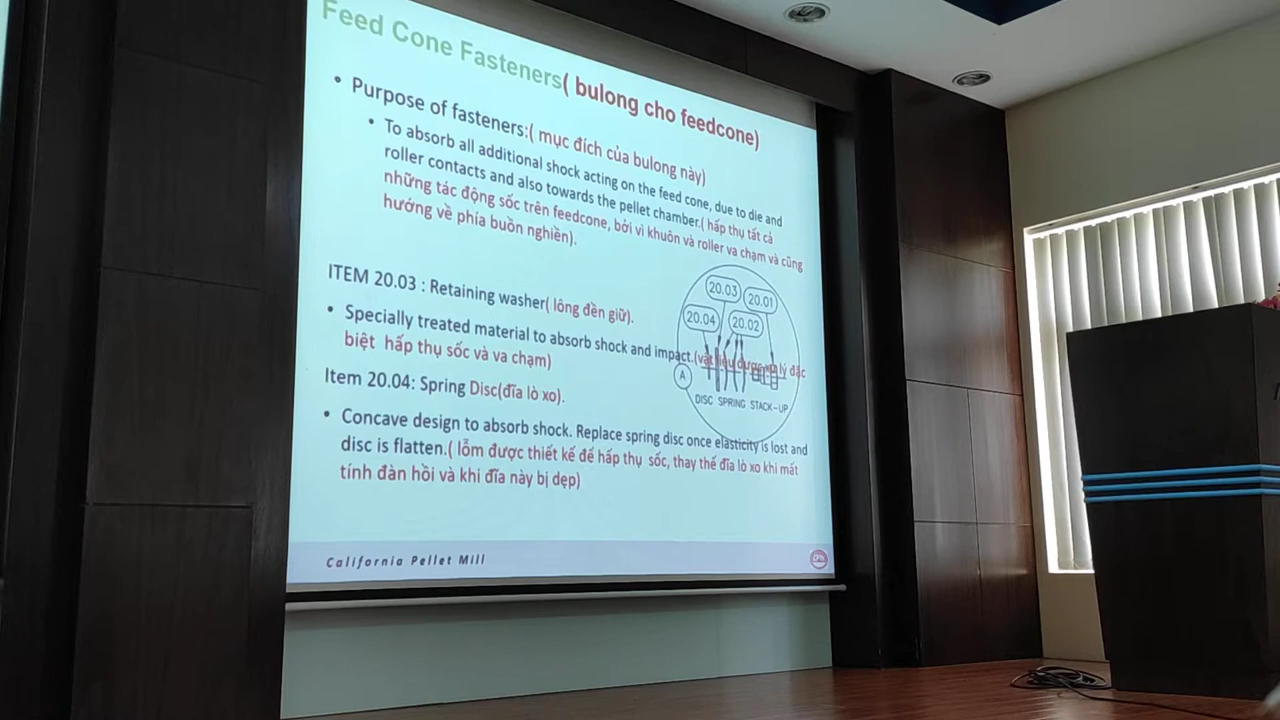 Feed Cone Fasteners( bulong cho feedcone)
• Purpose of fasteners:( mục đích của bulong này)
• To absorb all additional shock acting on the feed cone, due to die and
roller contacts and also towards the pellet chamber.( hấp thụ tất cả
những tác động sốc trên feedcone, bởi vì khuôn và roller va chạm và cũng
hướng về phía buồn nghiền).
ITEM 20.03 : Retaining washer( lông đền giữ).
• Specially treated material to absorb shock and impact.(vật liệu được xử lý đặc
biệt hấp thụ sốc và va chạm)
Item 20.04: Spring Disc(đĩa lò xo).
• Concave design to absorb shock. Replace spring disc once elasticity is lost and
disc is flatten.( lỗm được thiết kế để hấp thụ sốc, thay thế đĩa lò xo khi mất
tính đàn hồi và khi đĩa này bị dẹp)
20.03
20.01
20.04
20.02
A
DISC SPRING STACK-UP
California Pellet Mill
CPM